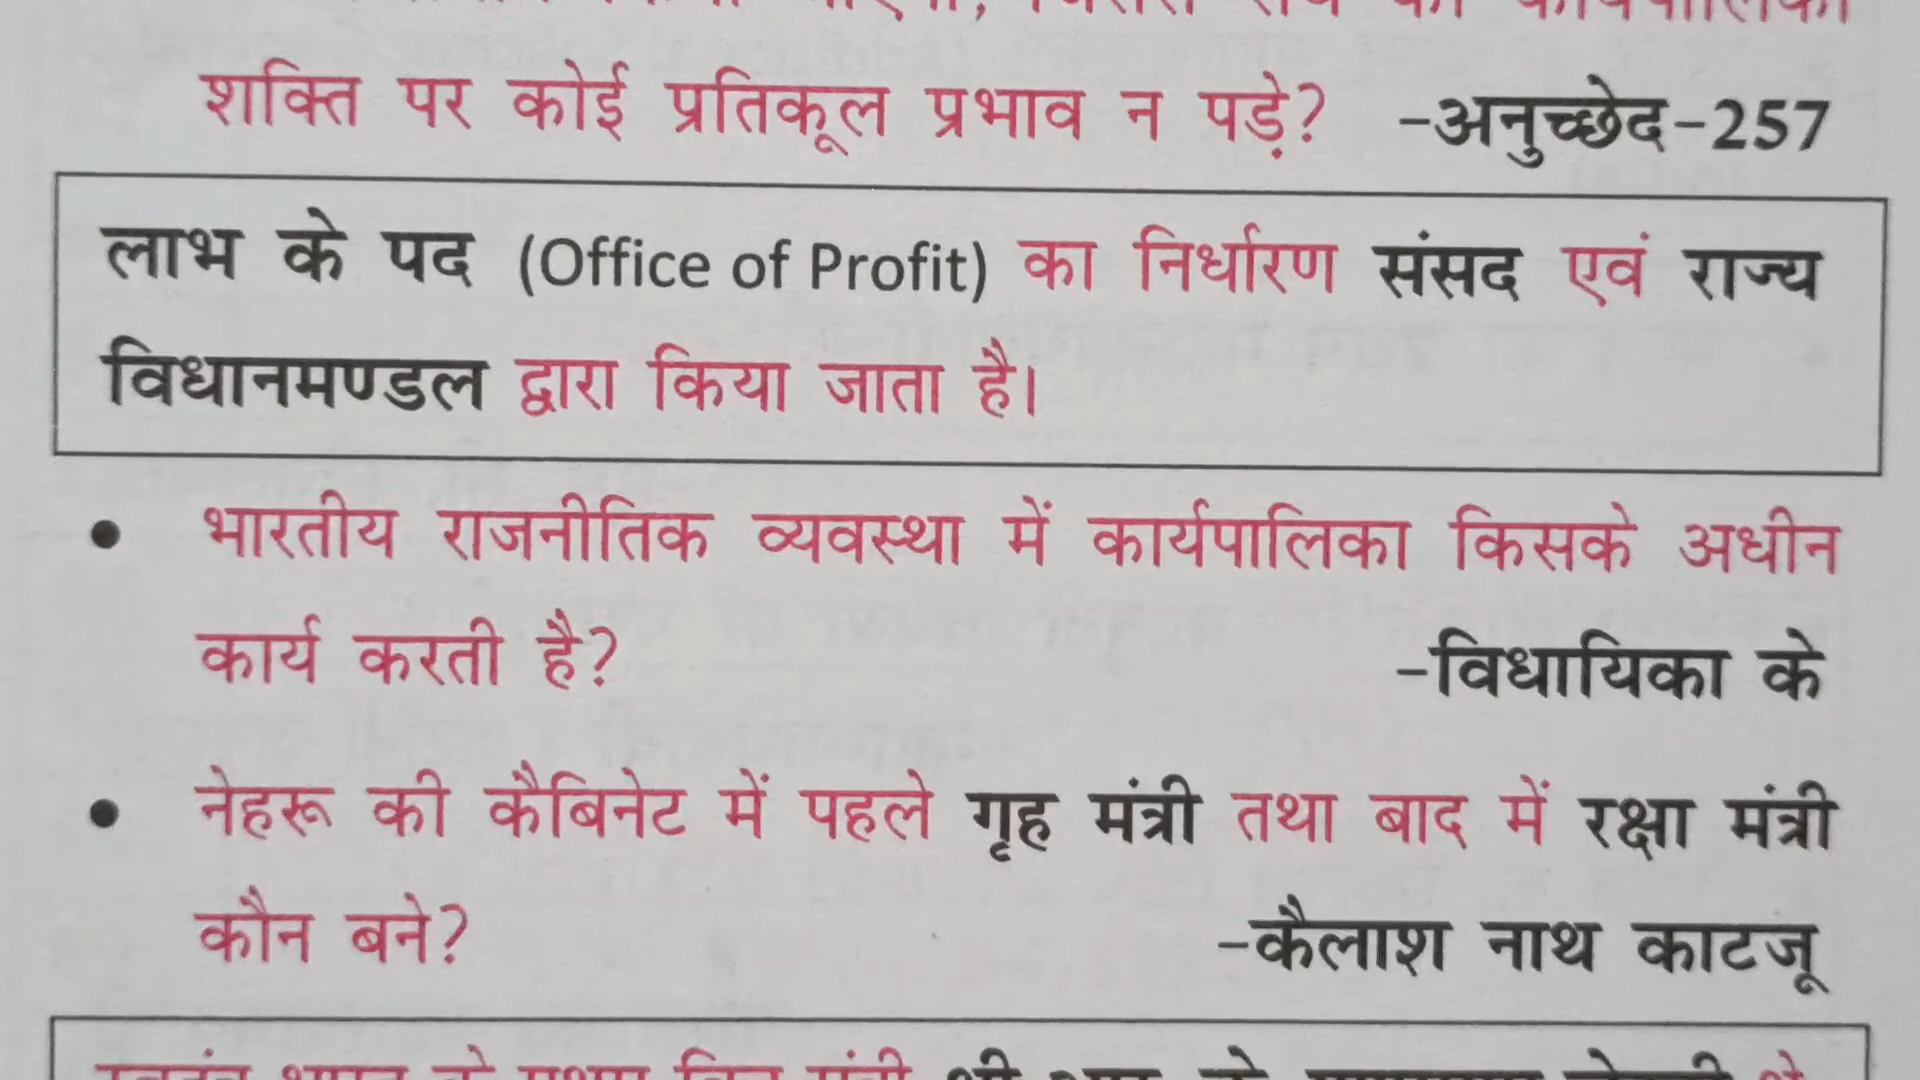 शक्ति पर कोई प्रतिकूल प्रभाव न पड़े? -अनुच्छेद-257
लाभ के पद (Office of Profit) का निर्धारण संसद एवं राज्य
विधानमण्डल द्वारा किया जाता है।
• भारतीय राजनीतिक व्यवस्था में कार्यपालिका किसके अधीन
कार्य करती है? -विधायिका के
• नेहरू की कैबिनेट में पहले गृह मंत्री तथा बाद में रक्षा मंत्री
कौन बने? -कैलाश नाथ काटजू